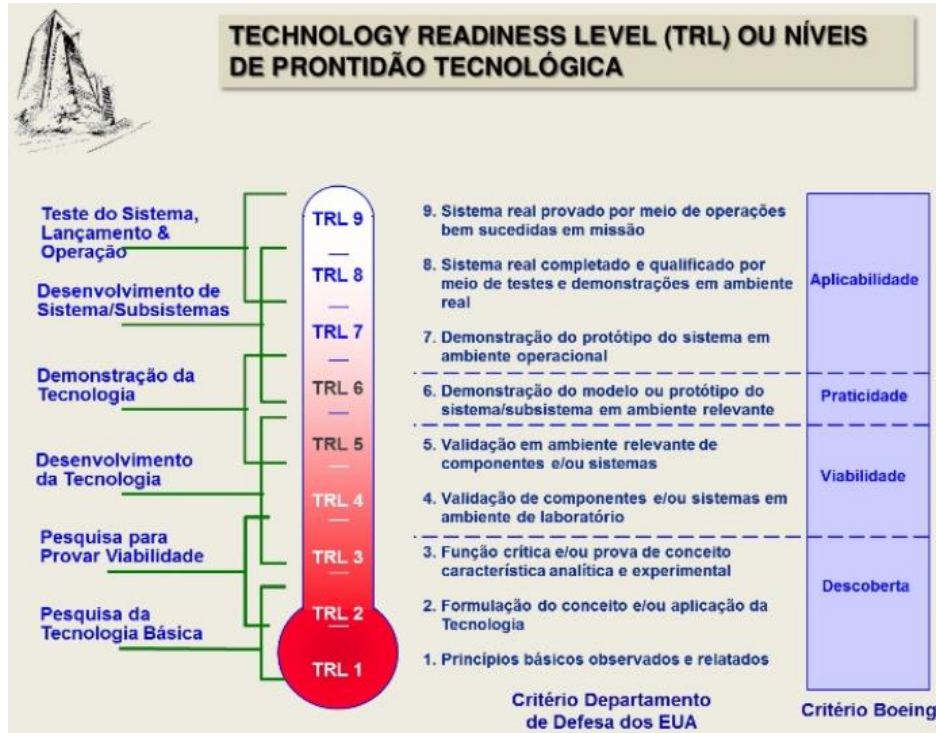 TECHNOLOGY READINESS LEVEL (TRL) OU NÍVEIS
DE PRONTIDÃO TECNOLÓGICA
Teste do Sistema,
Lançamento &
Operação
Desenvolvimento de
Sistema/Subsistemas
Demonstração da
Tecnologia
Desenvolvimento
da Tecnologia
Pesquisa para
Provar Viabilidade
Pesquisa da
Tecnologia Básica
TRL 9
TRL 8
TRL 7
TRL 6
TRL 5
TRL 4
TRL 3
TRL 2
TRL 1
9. Sistema real provado por meio de operações
bem sucedidas em missão
8. Sistema real completado e qualificado por
meio de testes e demonstrações em ambiente
real
7. Demonstração do protótipo do sistema em
ambiente operacional
6. Demonstração do modelo ou protótipo do
sistema/subsistema em ambiente relevante
5. Validação em ambiente relevante de
componentes e/ou sistemas
4. Validação de componentes e/ou sistemas em
ambiente de laboratório
3. Função crítica e/ou prova de conceito
característica analítica e experimental
2. Formulação do conceito e/ou aplicação da
Tecnologia
1. Princípios básicos observados e relatados
Critério Departamento
de Defesa dos EUA
Aplicabilidade
Praticidade
Viabilidade
Descoberta
Critério Boeing